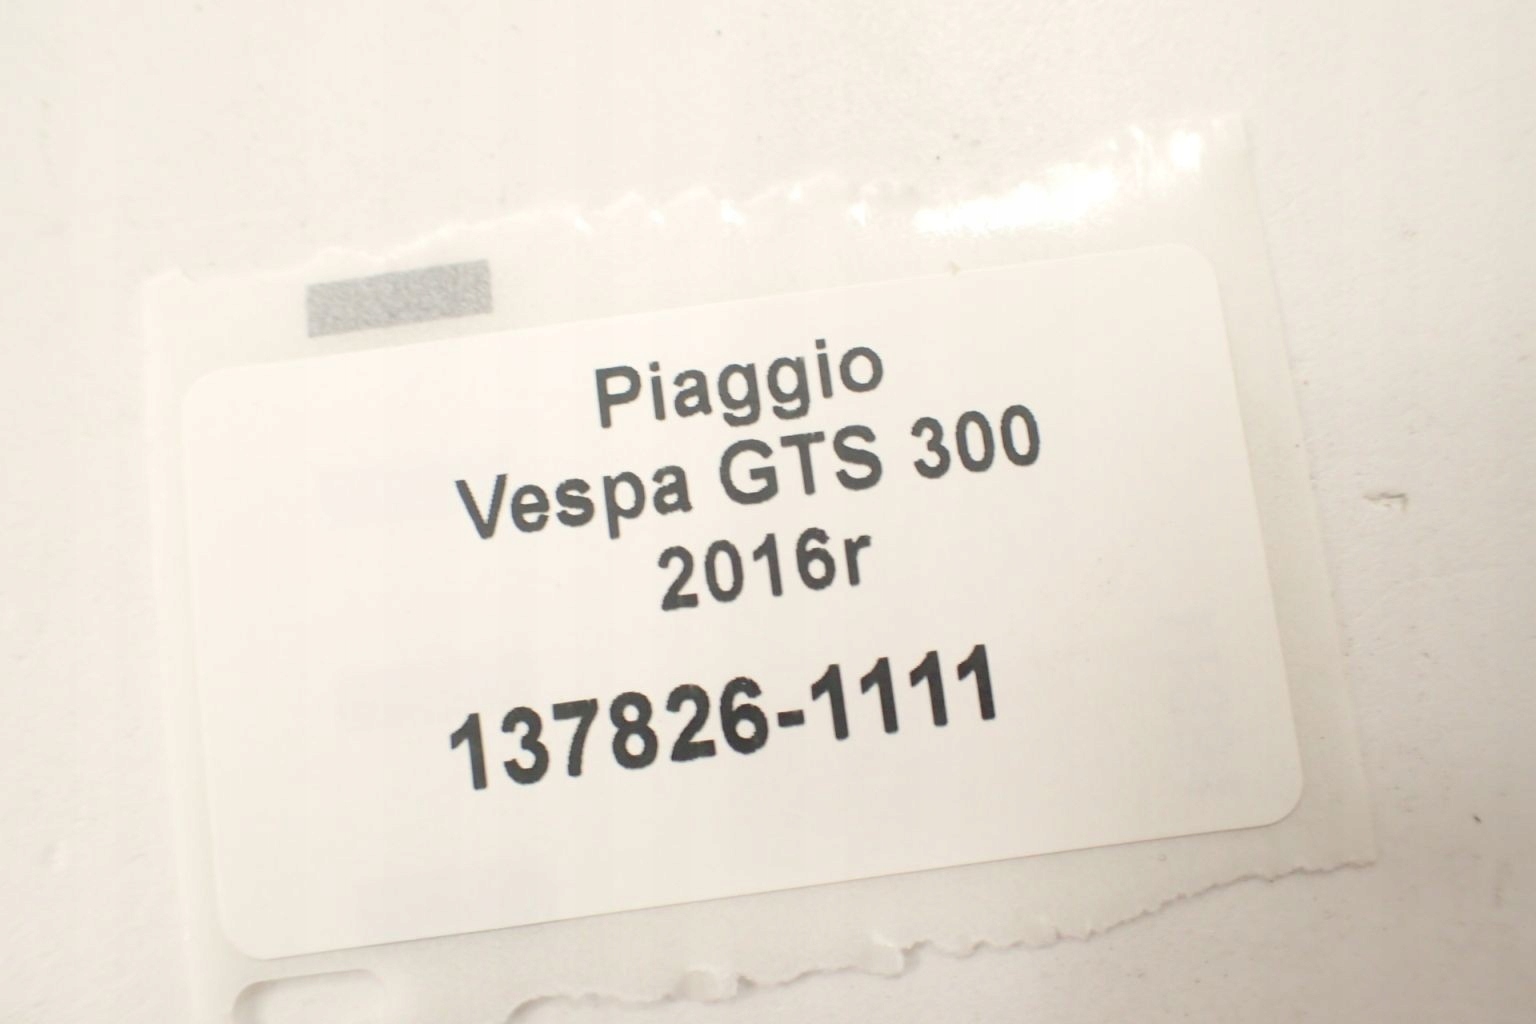 Piaggio
Vespa GTS 300
2016r
137826-1111